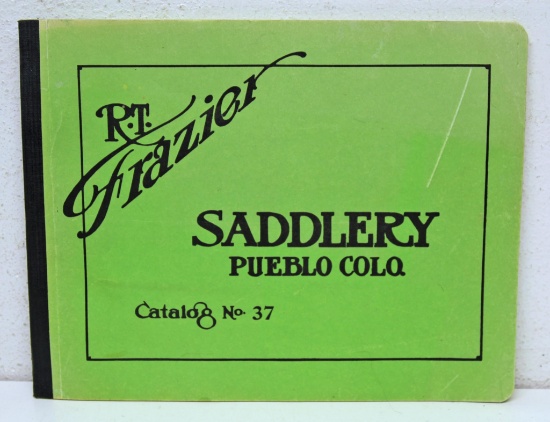 R.T.
Frazier
SADDLERY
PUEBLO COLO.
Catalog No. 37